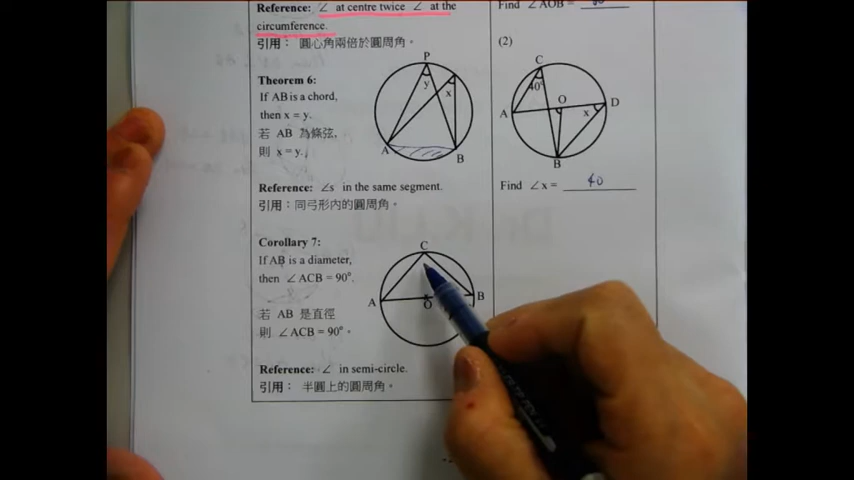 Reference: ∠ at centre twice ∠ at the
circumference.
引用： 圓心角兩倍於圓周角。
Theorem 6:
If AB is a chord,
then x = y.
若 AB 為條弦,
則 x = y.
P
y
x
A
B
Reference: ∠s in the same segment.
引用：同弓形內的圓周角。
Corollary 7:
If AB is a diameter,
then ∠ACB = 90⁰.
若 AB 是直徑
則 ∠ACB = 90⁰。
C
A
O
B
Reference: ∠ in semi-circle.
引用： 半圓上的圓周角。
Find ∠AOB =
(2)
C
40⁰
O
D
A
x
B
Find ∠x = 40